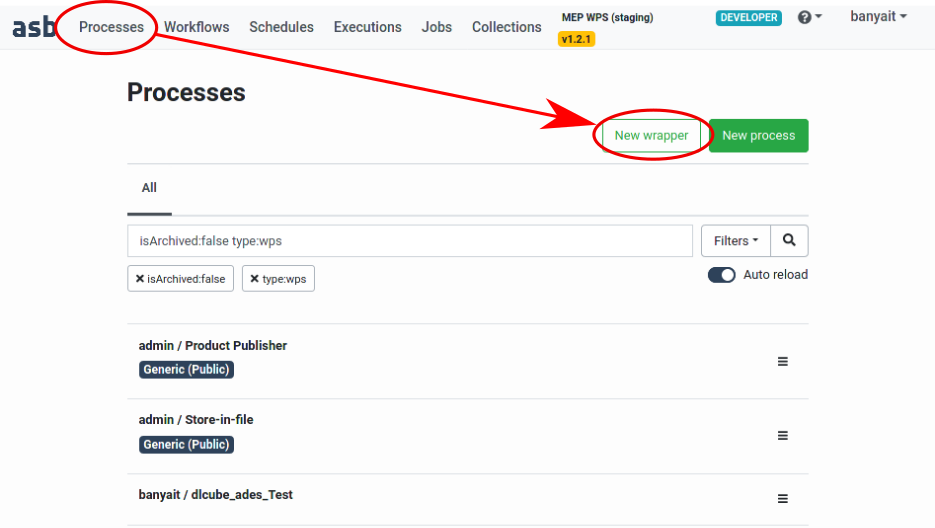 asb Processes Workflows Schedules Executions Jobs Collections MEP WPS (staging) DEVELOPER banyait
v1.2.1
Processes
New wrapper New process
All
isArchived:false type:wps Filters
isArchived:false type:wps Auto reload
admin / Product Publisher
Generic (Public)
admin / Store-in-file
Generic (Public)
banyait / dlcube_ades_Test